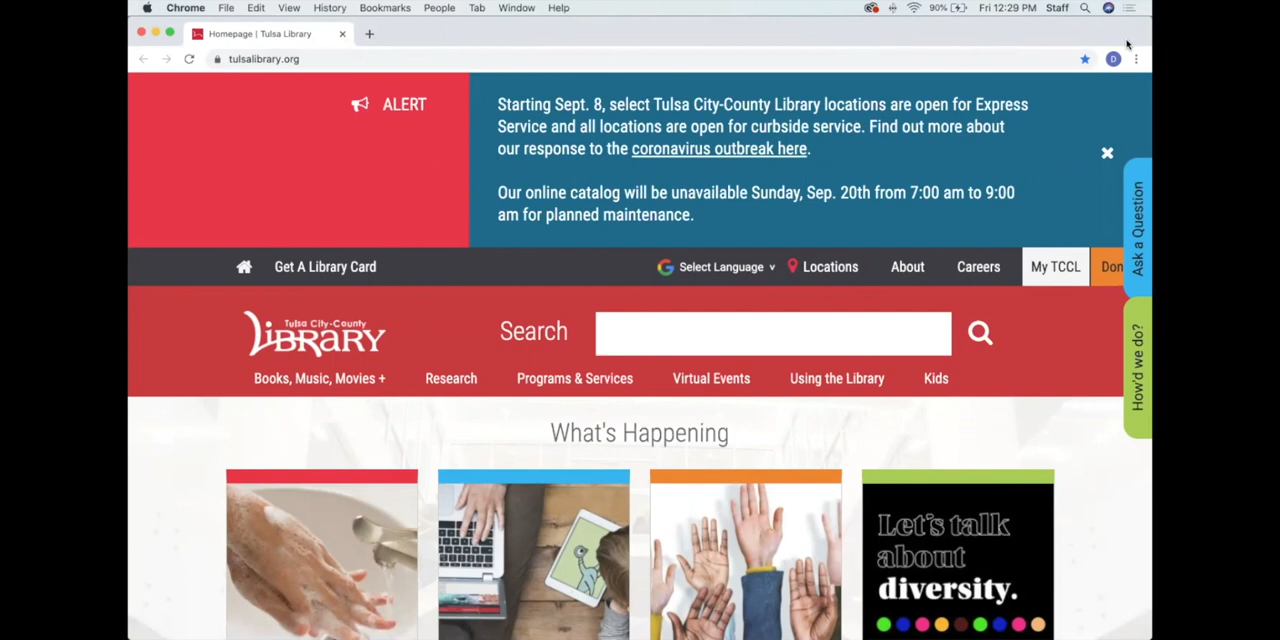 Chrome File Edit View History Bookmarks People Tab Window Help 90% Fri 12:29 PM Staff
Homepage | Tulsa Library
tulsalibrary.org D
ALERT
Starting Sept. 8, select Tulsa City-County Library locations are open for Express
Service and all locations are open for curbside service. Find out more about
our response to the coronavirus outbreak here.
Our online catalog will be unavailable Sunday, Sep. 20th from 7:00 am to 9:00
am for planned maintenance.
Ask a Question
Get A Library Card Select Language v Locations About Careers My TCCL Don
Tulsa City-County
LIBRARY
Search
How'd we do?
Books, Music, Movies + Research Programs & Services Virtual Events Using the Library Kids
What's Happening
Let's talk
about
diversity.